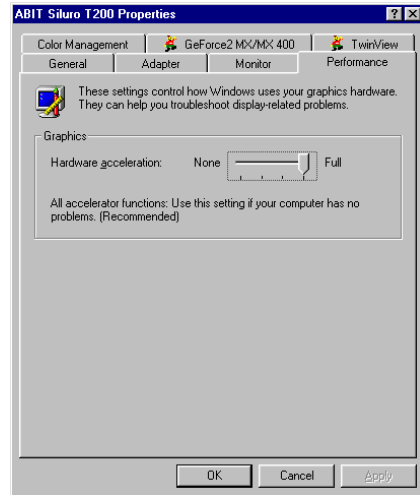 ABIT Siluro T200 Properties
Color Management
GeForce2 MX/MX 400
TwinView
General
Adapter
Monitor
Performance
These settings control how Windows uses your graphics hardware.
They can help you troubleshoot display-related problems.
Graphics
Hardware acceleration:
None
Full
All accelerator functions: Use this setting if your computer has no
problems. (Recommended)
OK
Cancel
Apply